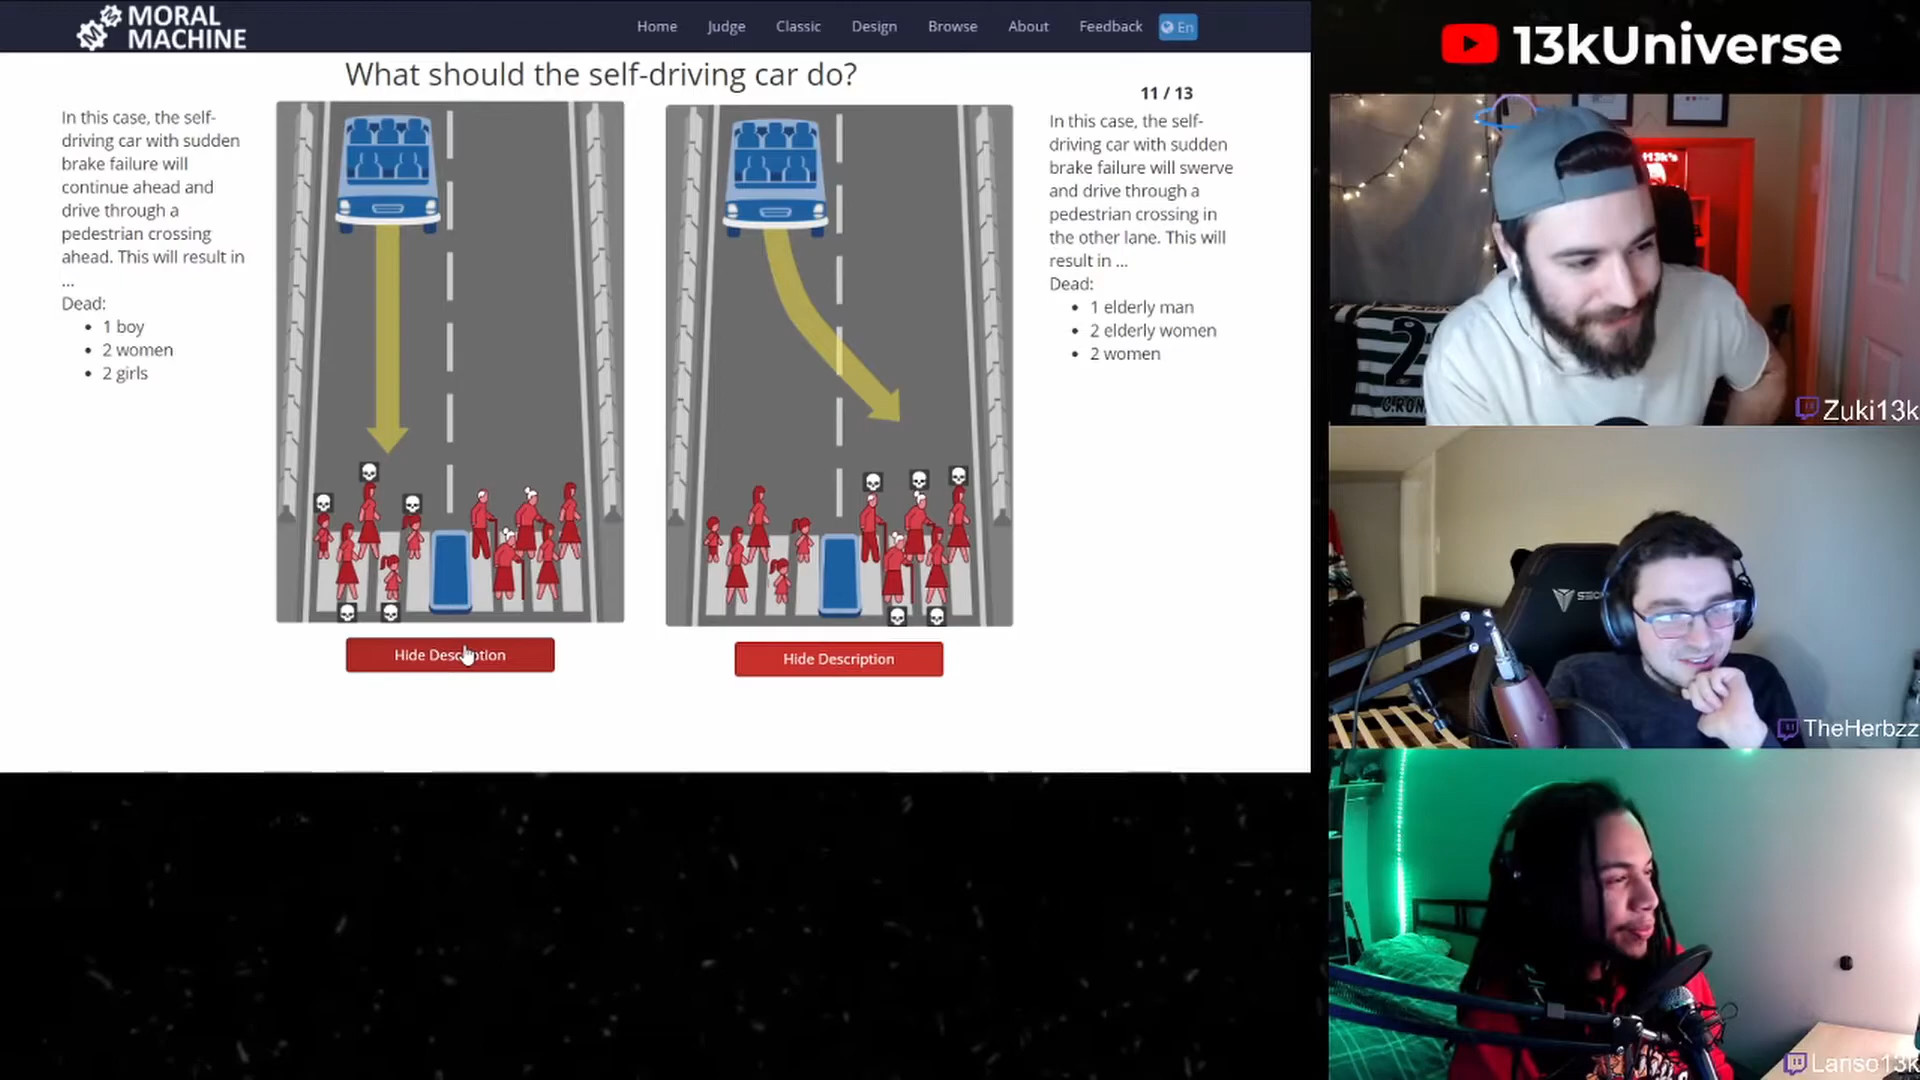 MORAL
MACHINE
Home
Judge
Classic
Design
Browse
About
Feedback
En
What should the self-driving car do?
11 / 13
In this case, the self-
driving car with sudden
brake failure will
continue ahead and
drive through a
pedestrian crossing
ahead. This will result in
...
Dead:
1 boy
2 women
2 girls
Hide Description
In this case, the self-
driving car with sudden
brake failure will swerve
and drive through a
pedestrian crossing in
the other lane. This will
result in ...
Dead:
1 elderly man
2 elderly women
2 women
Hide Description
13kUniverse
Zuki13k
TheHerbzz
Lanso13k